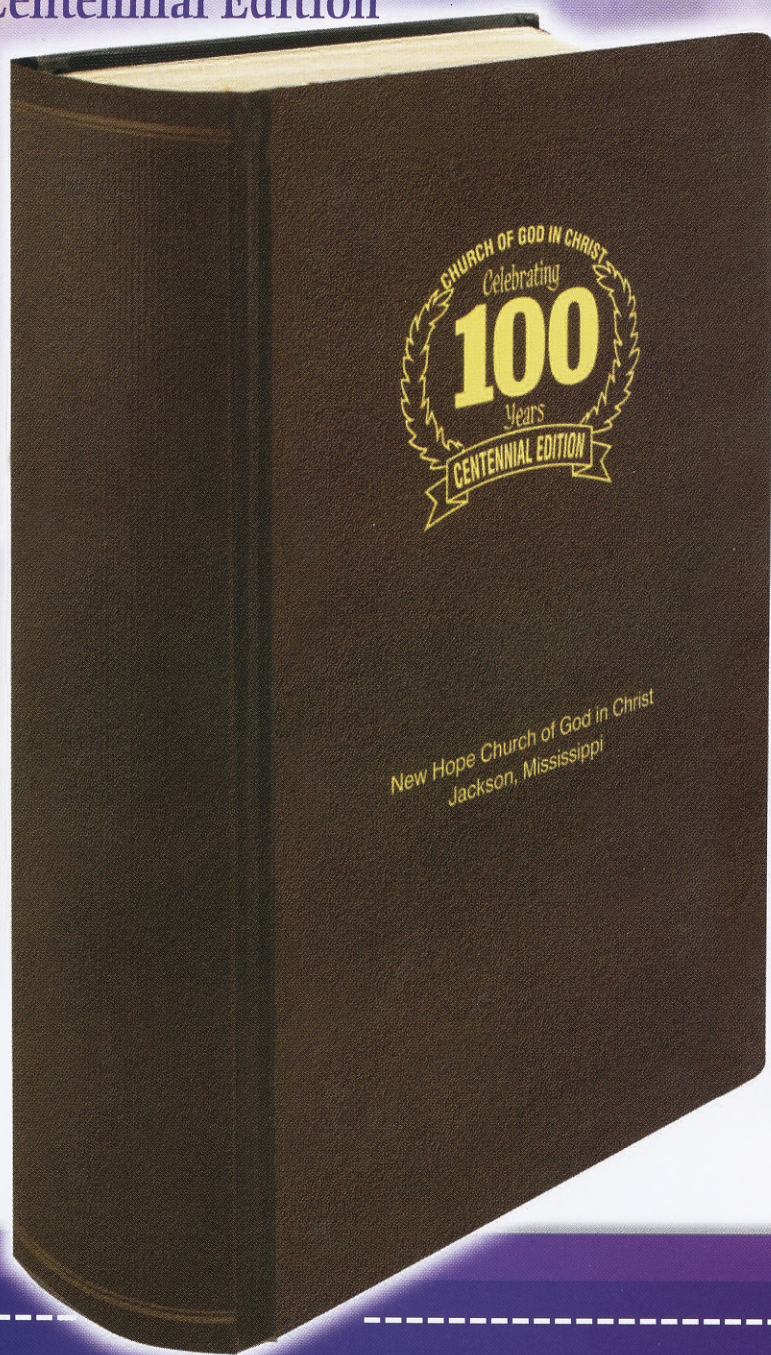 Centennial Edition
CHURCH OF GOD IN CHRIST
Celebrating
100
Years
CENTENNIAL EDITION
New Hope Church of God in Christ
Jackson, Mississippi